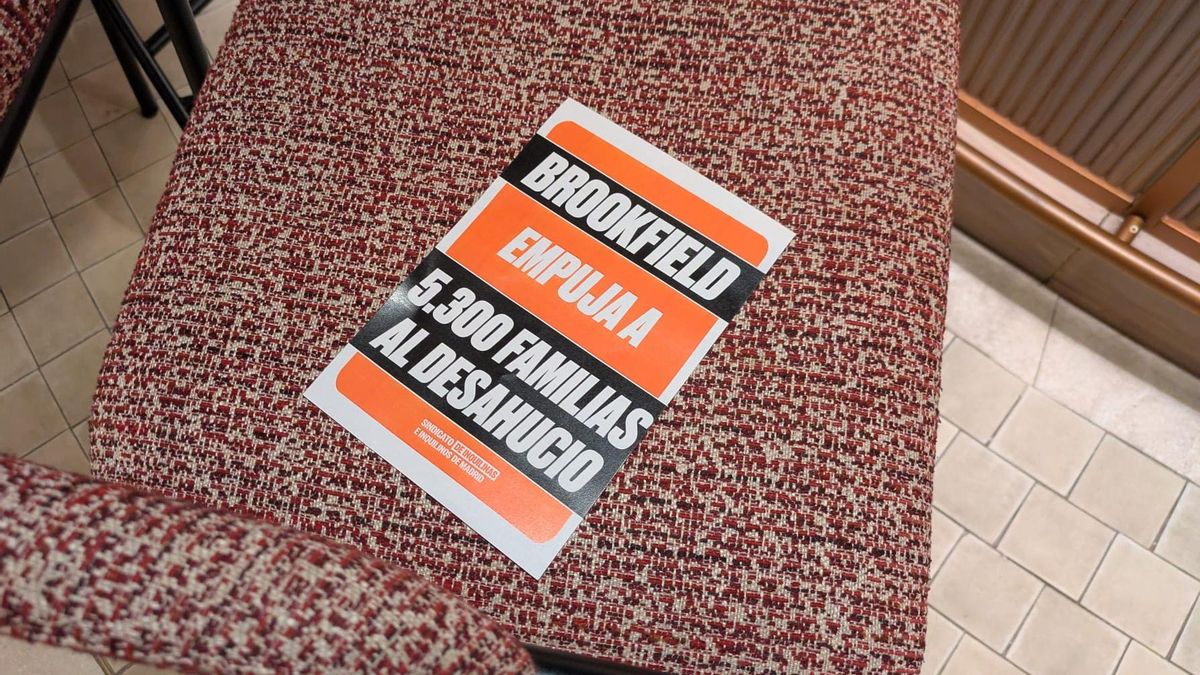 BROOKFIELD
EMPUJA A
5.300 FAMILIAS
AL DESAHUCIO
SINDICATO DE INQUILINAS
E INQUILINOS DE MADRID